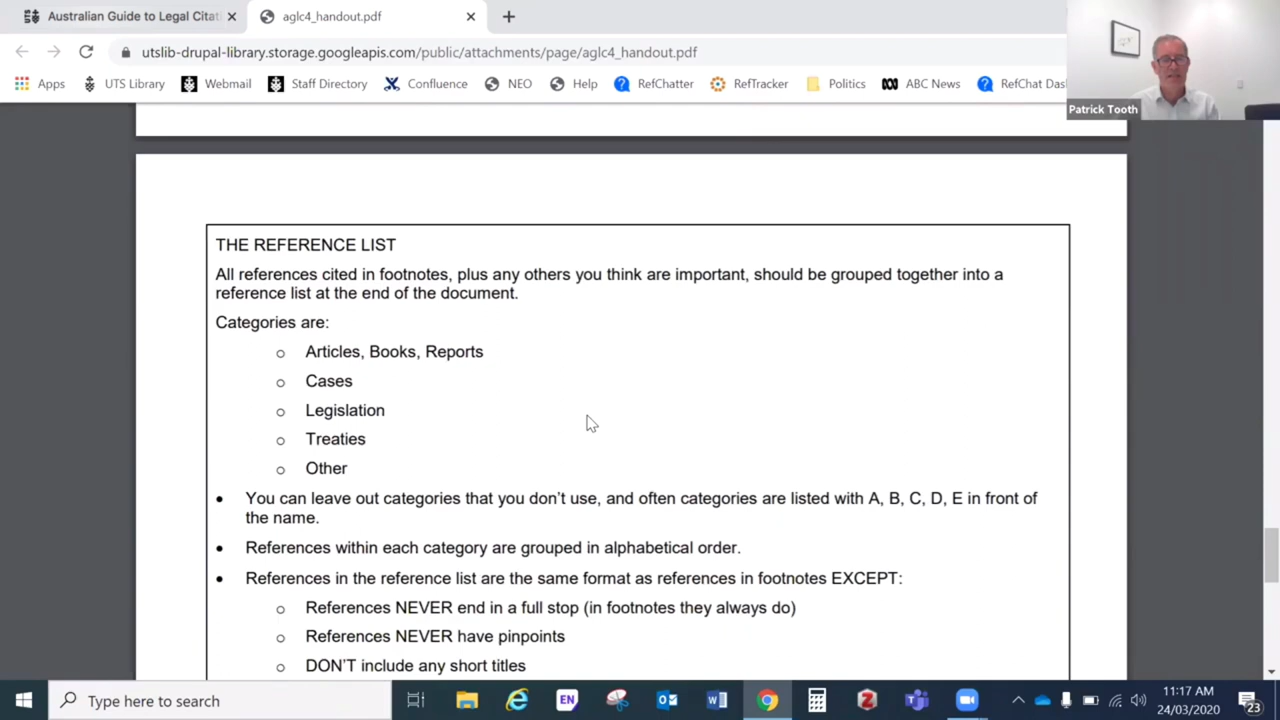 Australian Guide to Legal Citat
aglc4_handout.pdf
utslib-drupal-library.storage.googleapis.com/public/attachments/page/aglc4_handout.pdf
Apps UTS Library Webmail Staff Directory Confluence NEO Help RefChatter RefTracker Politics ABC News RefChat Das
Patrick Tooth
THE REFERENCE LIST
All references cited in footnotes, plus any others you think are important, should be grouped together into a
reference list at the end of the document.
Categories are:
o Articles, Books, Reports
o Cases
o Legislation
o Treaties
o Other
• You can leave out categories that you don't use, and often categories are listed with A, B, C, D, E in front of
the name.
• References within each category are grouped in alphabetical order.
• References in the reference list are the same format as references in footnotes EXCEPT:
o References NEVER end in a full stop (in footnotes they always do)
o References NEVER have pinpoints
o DON'T include any short titles
Type here to search
EN
11:17 AM
24/03/2020
23